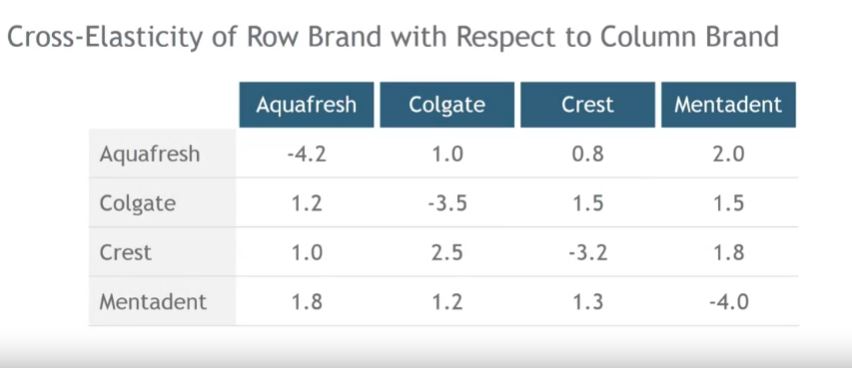 Cross-Elasticity of Row Brand with Respect to Column Brand
Aquafresh Colgate Crest Mentadent
Aquafresh -4.2 1.0 0.8 2.0
Colgate 1.2 -3.5 1.5 1.5
Crest 1.0 2.5 -3.2 1.8
Mentadent 1.8 1.2 1.3 -4.0